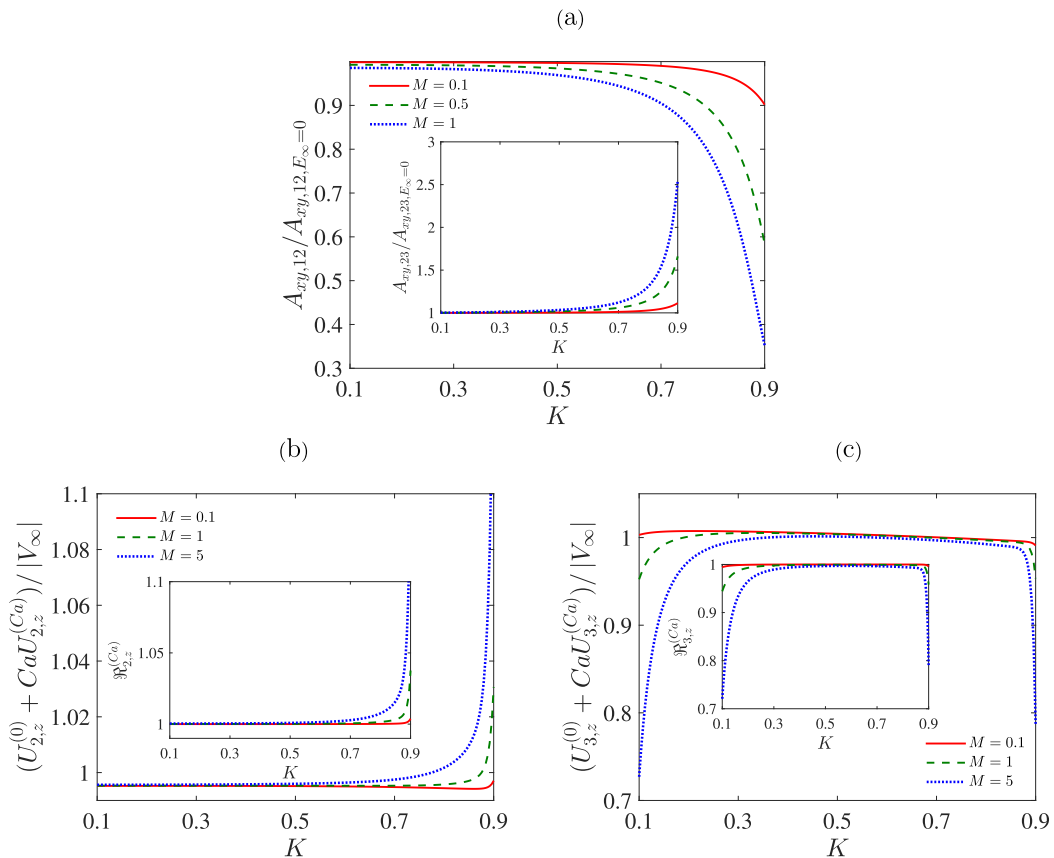 (a)
A_{xy,12}/A_{xy,12,E_∞=0}
0.9
0.8
0.7
0.6
0.5
0.4
0.3
M = 0.1
M = 0.5
M = 1
A_{xy,23}/A_{xy,23,E_∞=0}
3
2.5
2
1.5
1
0.1 0.3 0.5 0.7 0.9
K
0.1 0.3 0.5 0.7 0.9
K
(b)
(U_{2,z}^{(0)} + CaU_{2,z}^{(Ca)})/|V_∞|
1.1
1.08
1.06
1.04
1.02
1
M = 0.1
M = 1
M = 5
ℜ_{2,z}^{(Ca)}
1.1
1.05
1
0.1 0.3 0.5 0.7 0.9
K
0.1 0.3 0.5 0.7 0.9
K
(c)
(U_{3,z}^{(0)} + CaU_{3,z}^{(Ca)})/|V_∞|
1
0.9
0.8
0.7
ℜ_{3,z}^{(Ca)}
1
0.9
0.8
0.7
0.1 0.3 0.5 0.7 0.9
K
M = 0.1
M = 1
M = 5
0.1 0.3 0.5 0.7 0.9
K